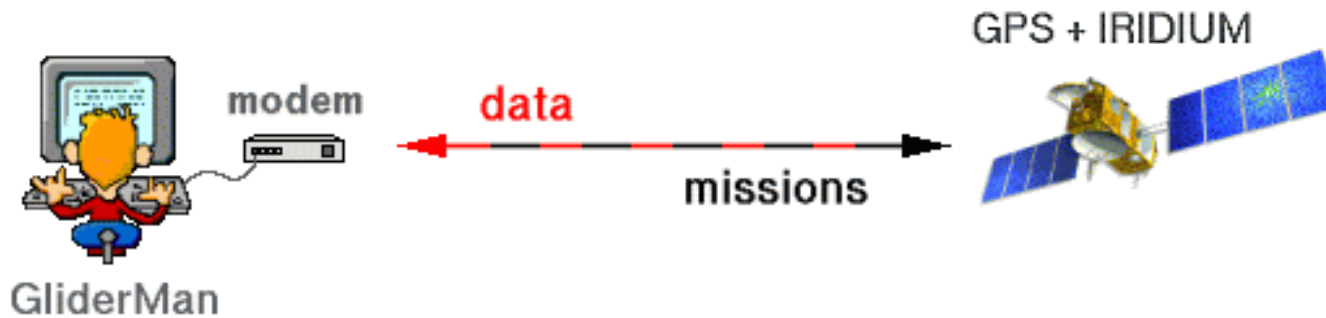 GPS + IRIDIUM
modem
data
missions
GliderMan